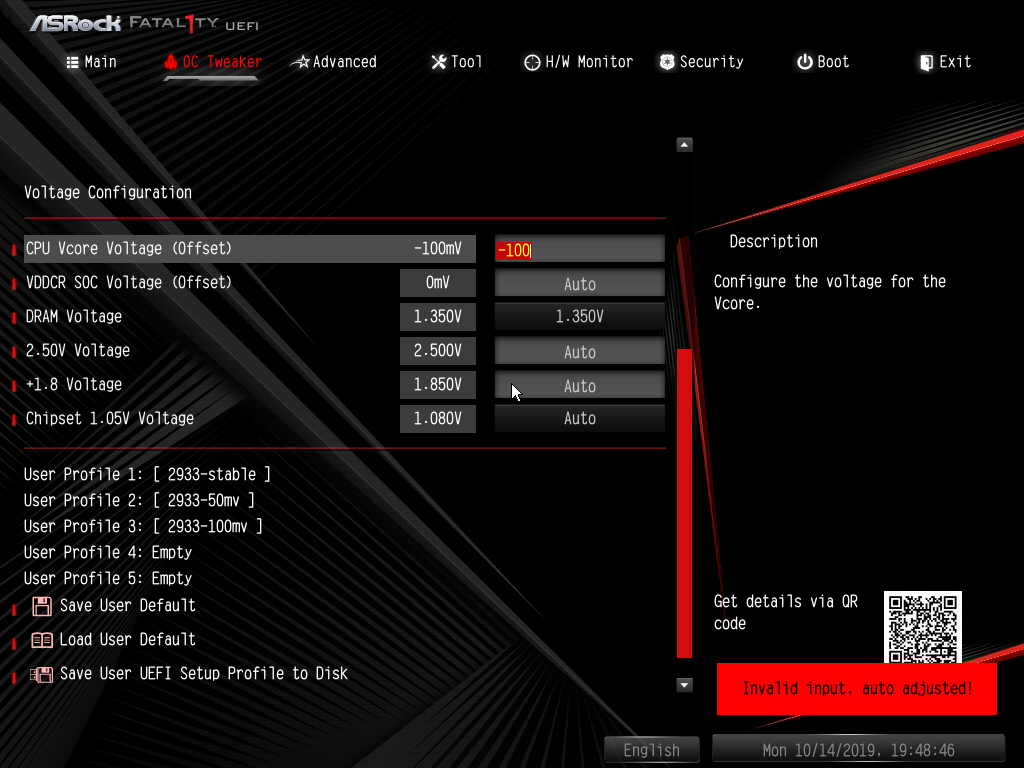 ASRock FATAL1TY UEFI
Main OC Tweaker Advanced Tool H/W Monitor Security Boot Exit
Voltage Configuration
CPU Vcore Voltage (Offset) -100mV -100
VDDCR SOC Voltage (Offset) 0mV Auto
DRAM Voltage 1.350V 1.350V
2.50V Voltage 2.500V Auto
+1.8 Voltage 1.850V Auto
Chipset 1.05V Voltage 1.080V Auto
User Profile 1: [ 2933-stable ]
User Profile 2: [ 2933-50mv ]
User Profile 3: [ 2933-100mv ]
User Profile 4: Empty
User Profile 5: Empty
Save User Default
Load User Default
Save User UEFI Setup Profile to Disk
Description
Configure the voltage for the
Vcore.
Get details via QR
code
Invalid input, auto adjusted!
English
Mon 10/14/2019, 19:48:46